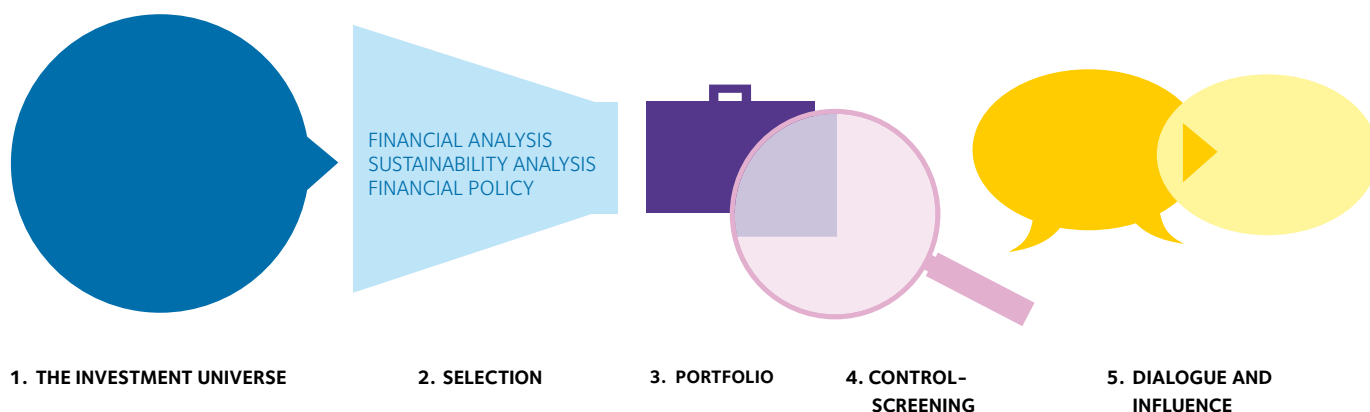 FINANCIAL ANALYSIS
SUSTAINABILITY ANALYSIS
FINANCIAL POLICY
1. THE INVESTMENT UNIVERSE
2. SELECTION
3. PORTFOLIO
4. CONTROL–
SCREENING
5. DIALOGUE AND
INFLUENCE